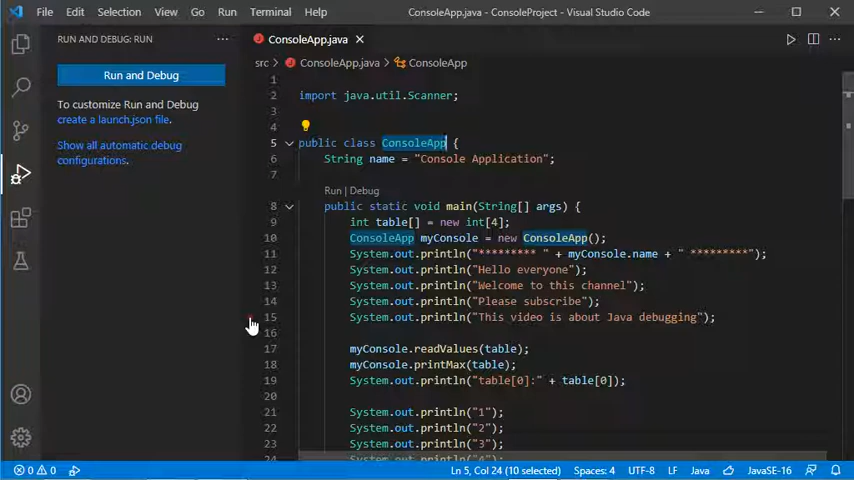 File Edit Selection View Go Run Terminal Help ConsoleApp.java - ConsoleProject - Visual Studio Code
RUN AND DEBUG: RUN ...
Run and Debug
To customize Run and Debug
create a launch.json file.
Show all automatic debug
configurations.
ConsoleApp.java
src > ConsoleApp.java > ConsoleApp
1
2 import java.util.Scanner;
3
4
5 public class ConsoleApp {
6 String name = "Console Application";
7
Run | Debug
8 public static void main(String[] args) {
9 int table[] = new int[4];
10 ConsoleApp myConsole = new ConsoleApp();
11 System.out.println("********* " + myConsole.name + " *********");
12 System.out.println("Hello everyone");
13 System.out.println("Welcome to this channel");
14 System.out.println("Please subscribe");
15 System.out.println("This video is about Java debugging");
16
17 myConsole.readValues(table);
18 myConsole.printMax(table);
19 System.out.println("table[0]:" + table[0]);
20
21 System.out.println("1");
22 System.out.println("2");
23 System.out.println("3");
24 System.out.println("4");
0 0 Ln 5, Col 24 (10 selected) Spaces: 4 UTF-8 LF Java JavaSE-16